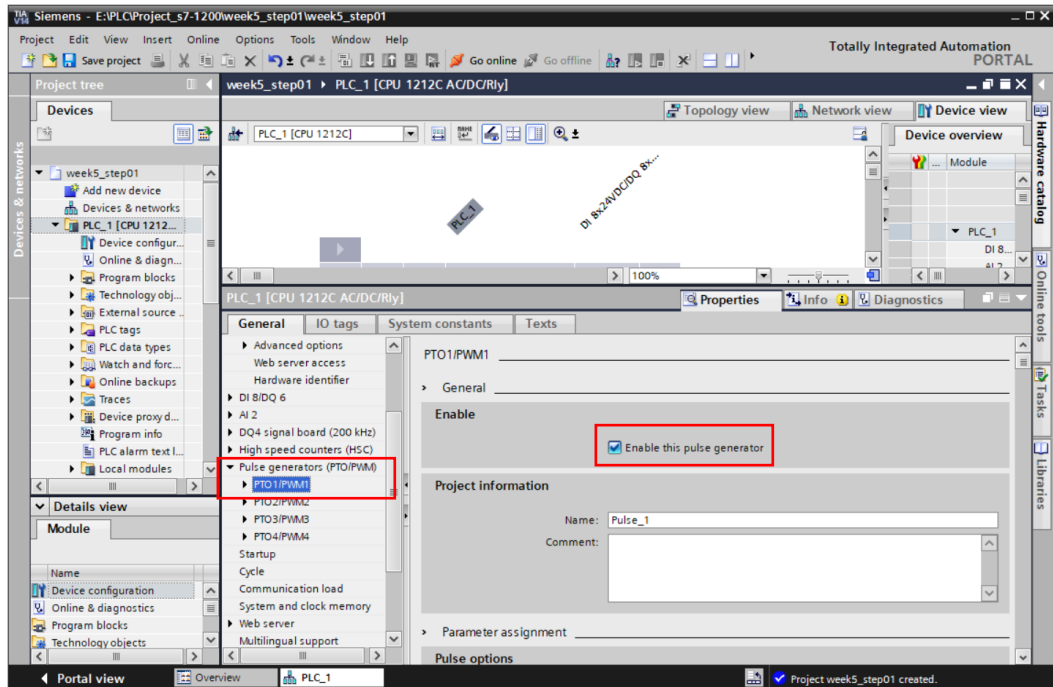 Siemens - E:\PLC\Project_s7-1200\week5_step01\week5_step01
Project Edit View Insert Online Options Tools Window Help
Totally Integrated Automation
PORTAL
Save project Go online Go offline
Project tree
week5_step01 ▸ PLC_1 [CPU 1212C AC/DC/Rly]
Devices
Topology view Network view Device view
PLC_1 [CPU 1212C]
Device overview
... Module
week5_step01
Add new device
Devices & networks
PLC_1 [CPU 1212...
Device configur...
Online & diagn...
Program blocks
Technology obj...
External source ..
PLC tags
PLC data types
Watch and forc...
Online backups
Traces
Device proxy d...
Program info
PLC alarm text l...
Local modules
PLC_1
DI 8x24VDC/DQ 8x...
PLC_1
DI 8...
AI 2
100%
Devices & networks
Hardware catalog
Online tools
Tasks
Libraries
PLC_1 [CPU 1212C AC/DC/Rly]
Properties Info Diagnostics
General IO tags System constants Texts
Advanced options
Web server access
Hardware identifier
DI 8/DQ 6
AI 2
DQ4 signal board (200 kHz)
High speed counters (HSC)
Pulse generators (PTO/PWM)
PTO1/PWM1
PTO2/PWM2
PTO3/PWM3
PTO4/PWM4
Startup
Cycle
Communication load
System and clock memory
Web server
Multilingual support
PTO1/PWM1
General
Enable
Enable this pulse generator
Project information
Name: Pulse_1
Comment:
Parameter assignment
Pulse options
Details view
Module
Name
Device configuration
Online & diagnostics
Program blocks
Technology objects
Portal view Overview PLC_1
Project week5_step01 created.